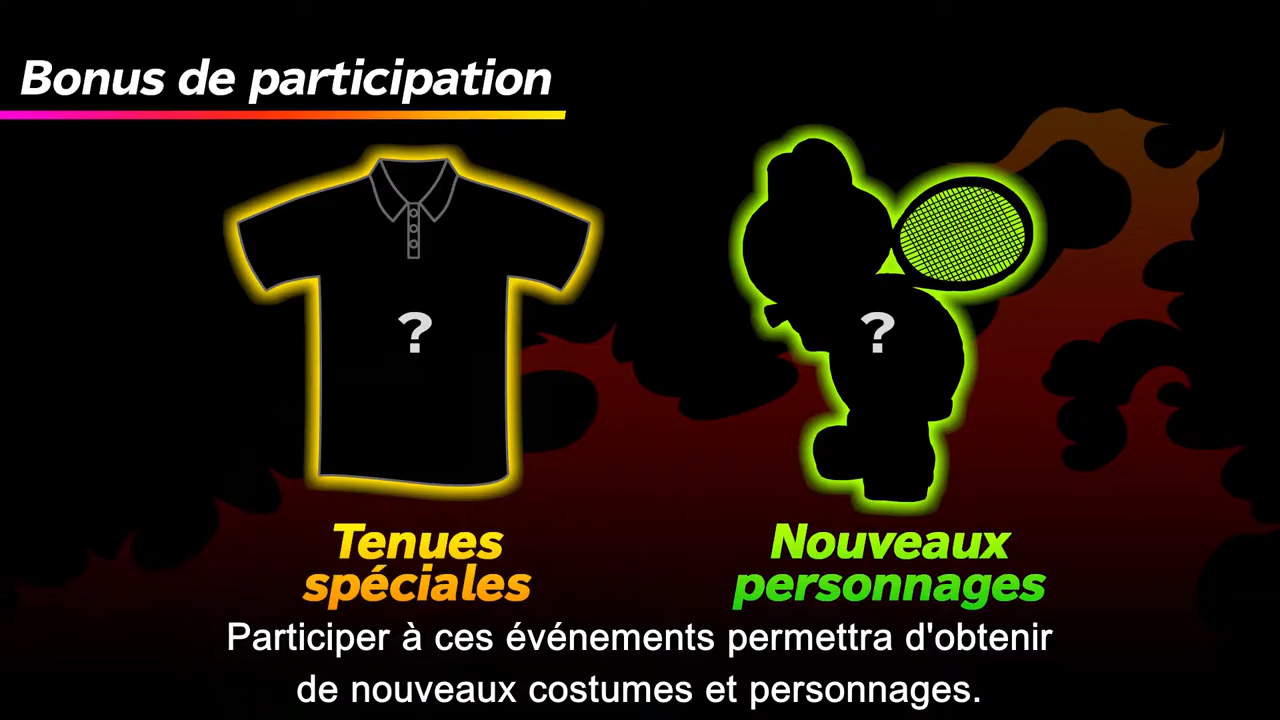 Bonus de participation
?
?
Tenues
spéciales
Nouveaux
personnages
Participer à ces événements permettra d'obtenir
de nouveaux costumes et personnages.